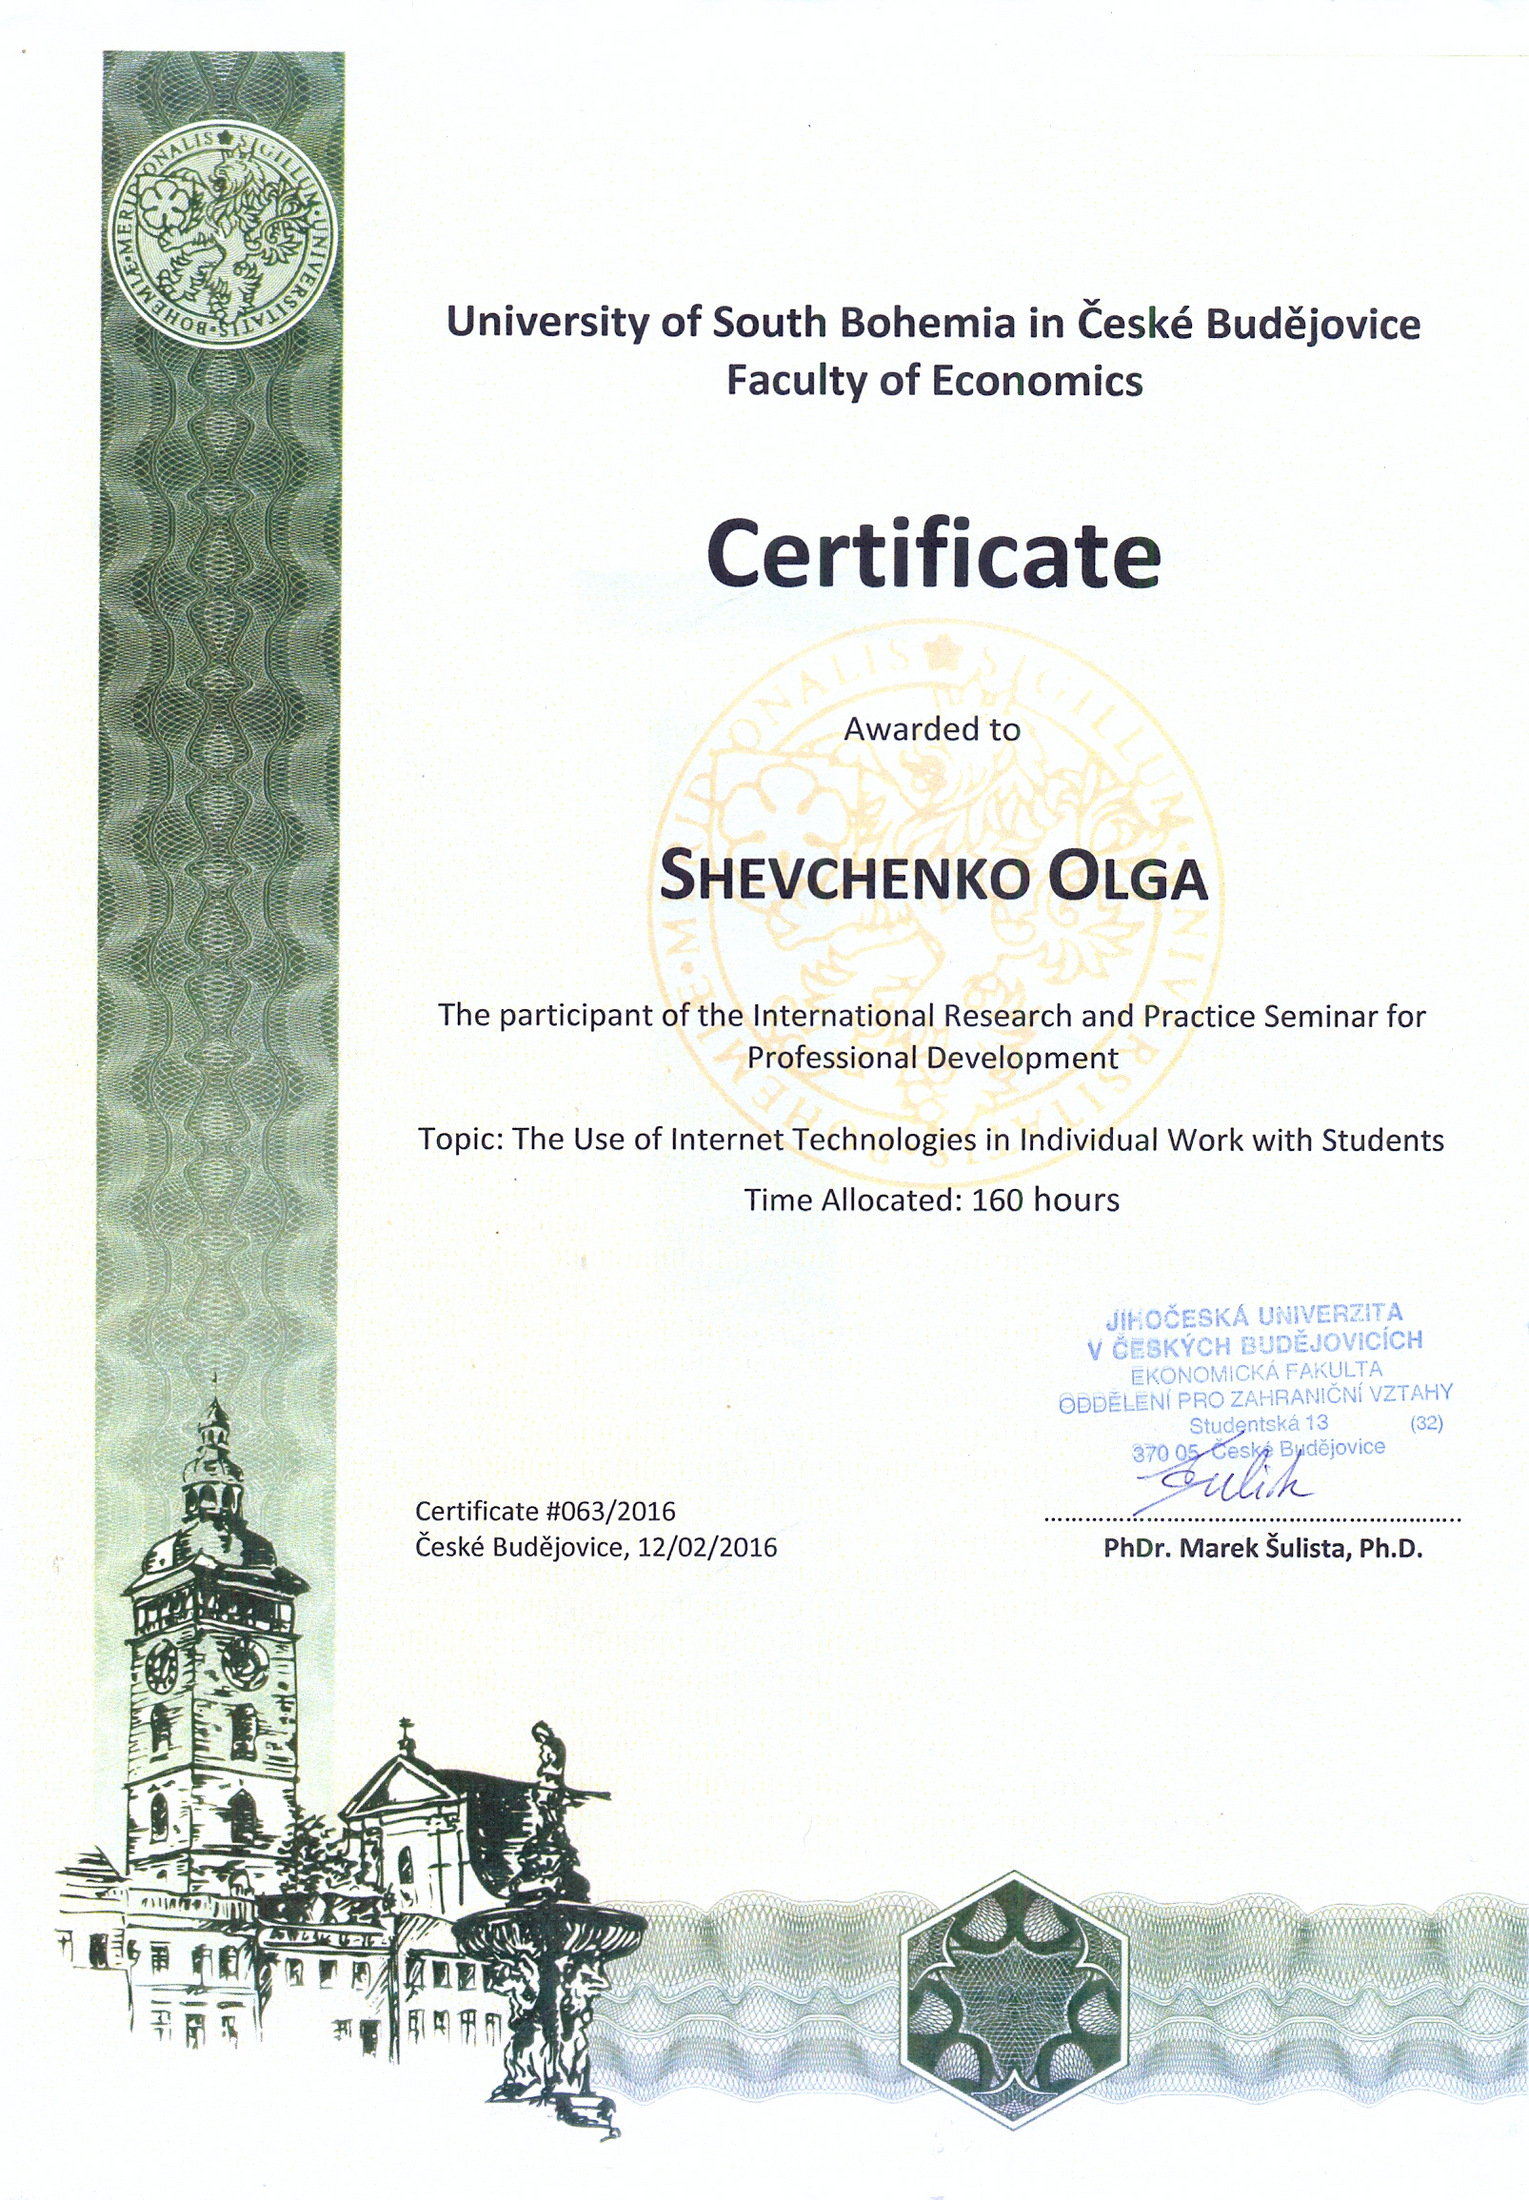 SIGILLUM · UNIVERSITATIS · BOHEMIÆ · MERIDIONALIS
University of South Bohemia in České Budějovice
Faculty of Economics
Certificate
Awarded to
SHEVCHENKO OLGA
The participant of the International Research and Practice Seminar for
Professional Development
Topic: The Use of Internet Technologies in Individual Work with Students
Time Allocated: 160 hours
JIHOČESKÁ UNIVERZITA
V ČESKÝCH BUDĚJOVICÍCH
EKONOMICKÁ FAKULTA
ODDĚLENÍ PRO ZAHRANIČNÍ VZTAHY
Studentská 13 (32)
370 05 České Budějovice
Certificate #063/2016
České Budějovice, 12/02/2016
PhDr. Marek Šulista, Ph.D.